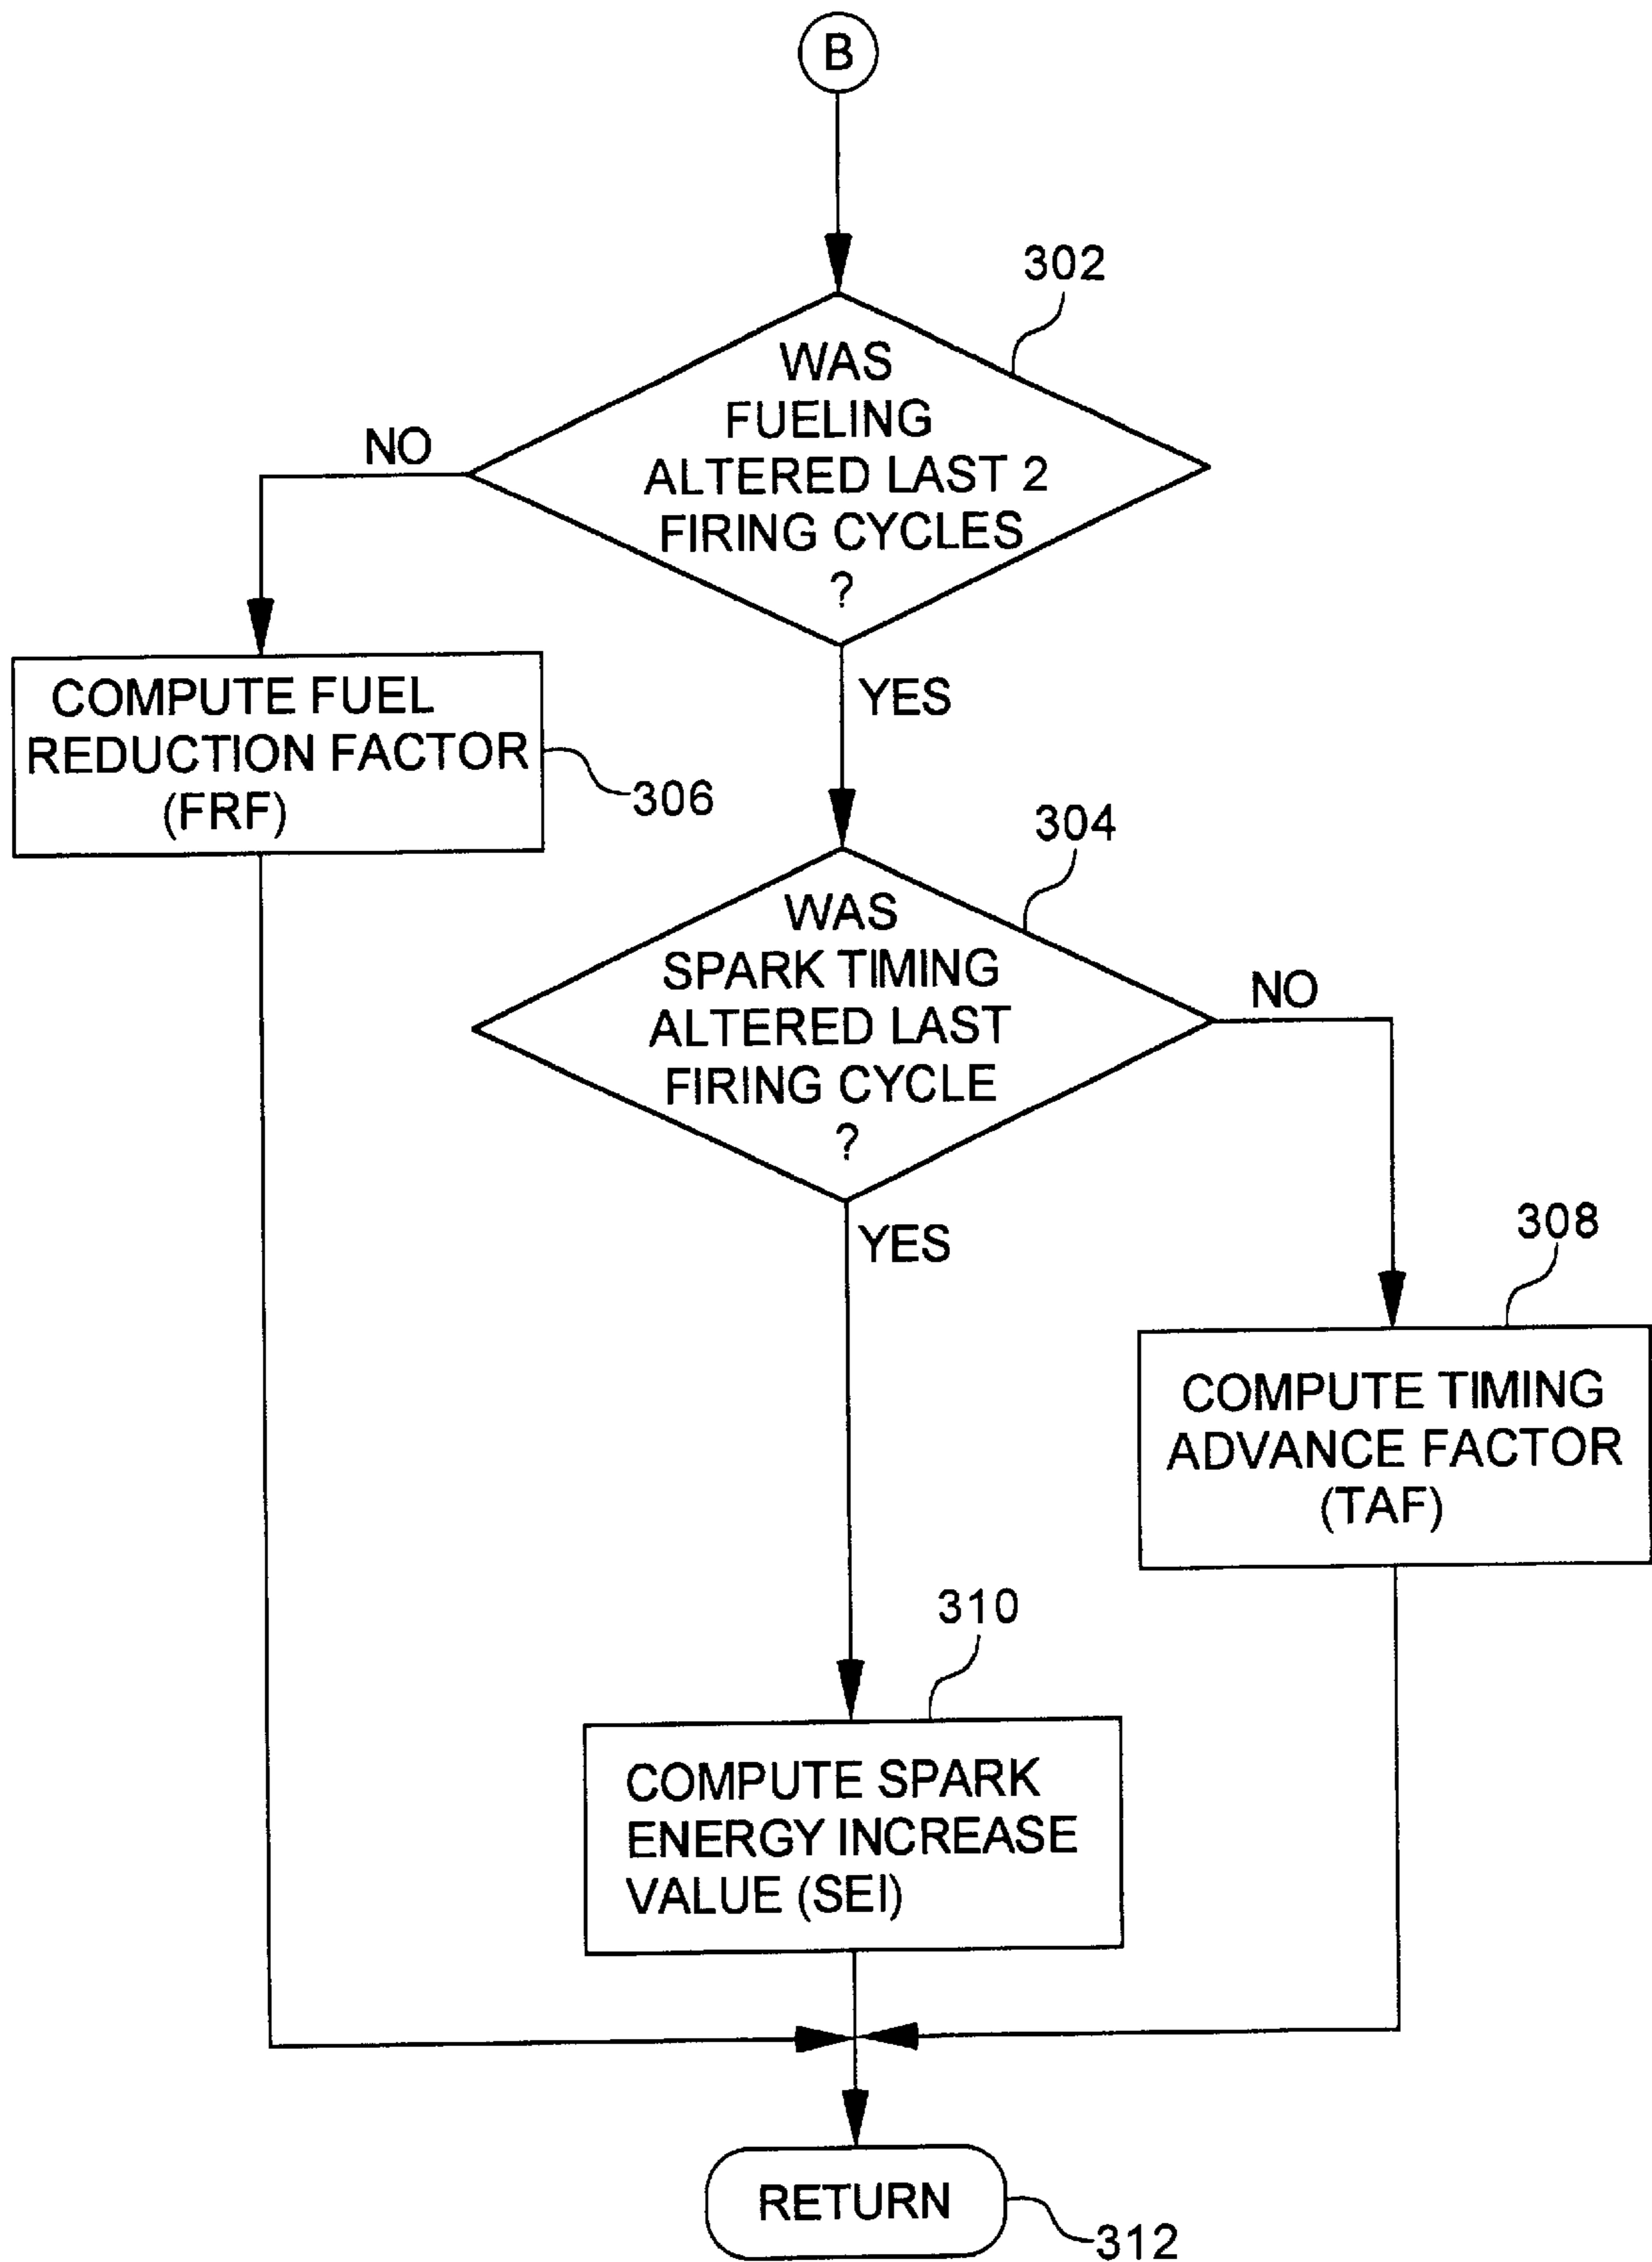 B
302
WAS
FUELING
ALTERED LAST 2
FIRING CYCLES
?
NO
YES
COMPUTE FUEL
REDUCTION FACTOR
(FRF)
306
304
WAS
SPARK TIMING
ALTERED LAST
FIRING CYCLE
?
NO
YES
308
COMPUTE TIMING
ADVANCE FACTOR
(TAF)
310
COMPUTE SPARK
ENERGY INCREASE
VALUE (SEI)
RETURN
312